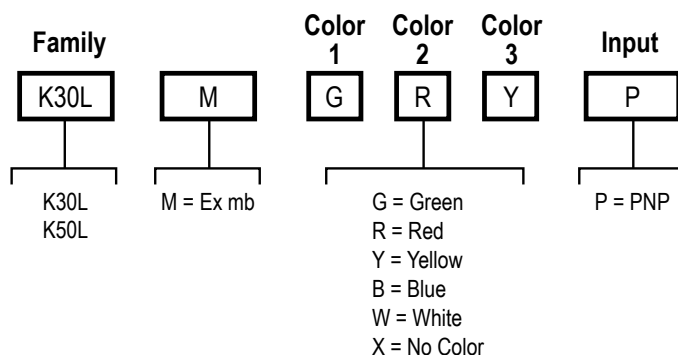 Family
Color 1
Color 2
Color 3
Input
K30L
M
G
R
Y
P
K30L
K50L
M = Ex mb
G = Green
R = Red
Y = Yellow
B = Blue
W = White
X = No Color
P = PNP